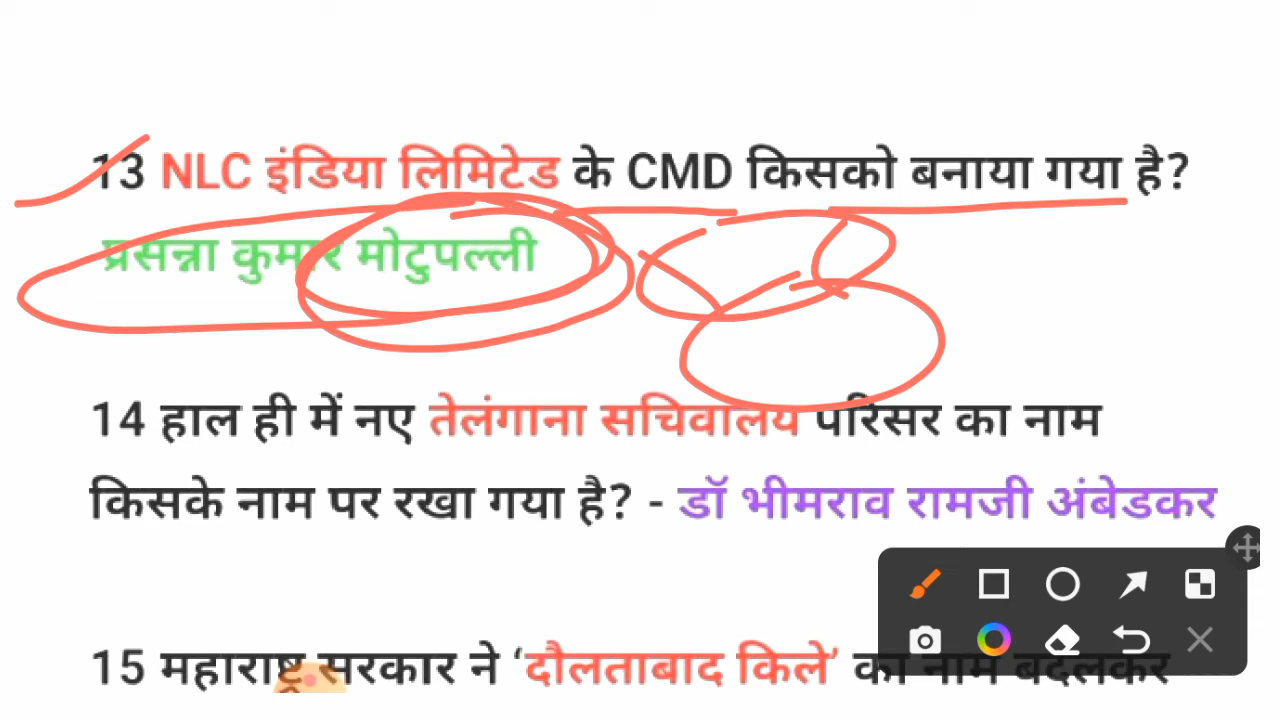 13 NLC इंडिया लिमिटेड के CMD किसको बनाया गया है?
प्रसन्ना कुमार मोटुपल्ली
14 हाल ही में नए तेलंगाना सचिवालय परिसर का नाम
किसके नाम पर रखा गया है? - डॉ भीमराव रामजी अंबेडकर
15 महाराष्ट्र सरकार ने ‘दौलताबाद किले’ का नाम बदलकर